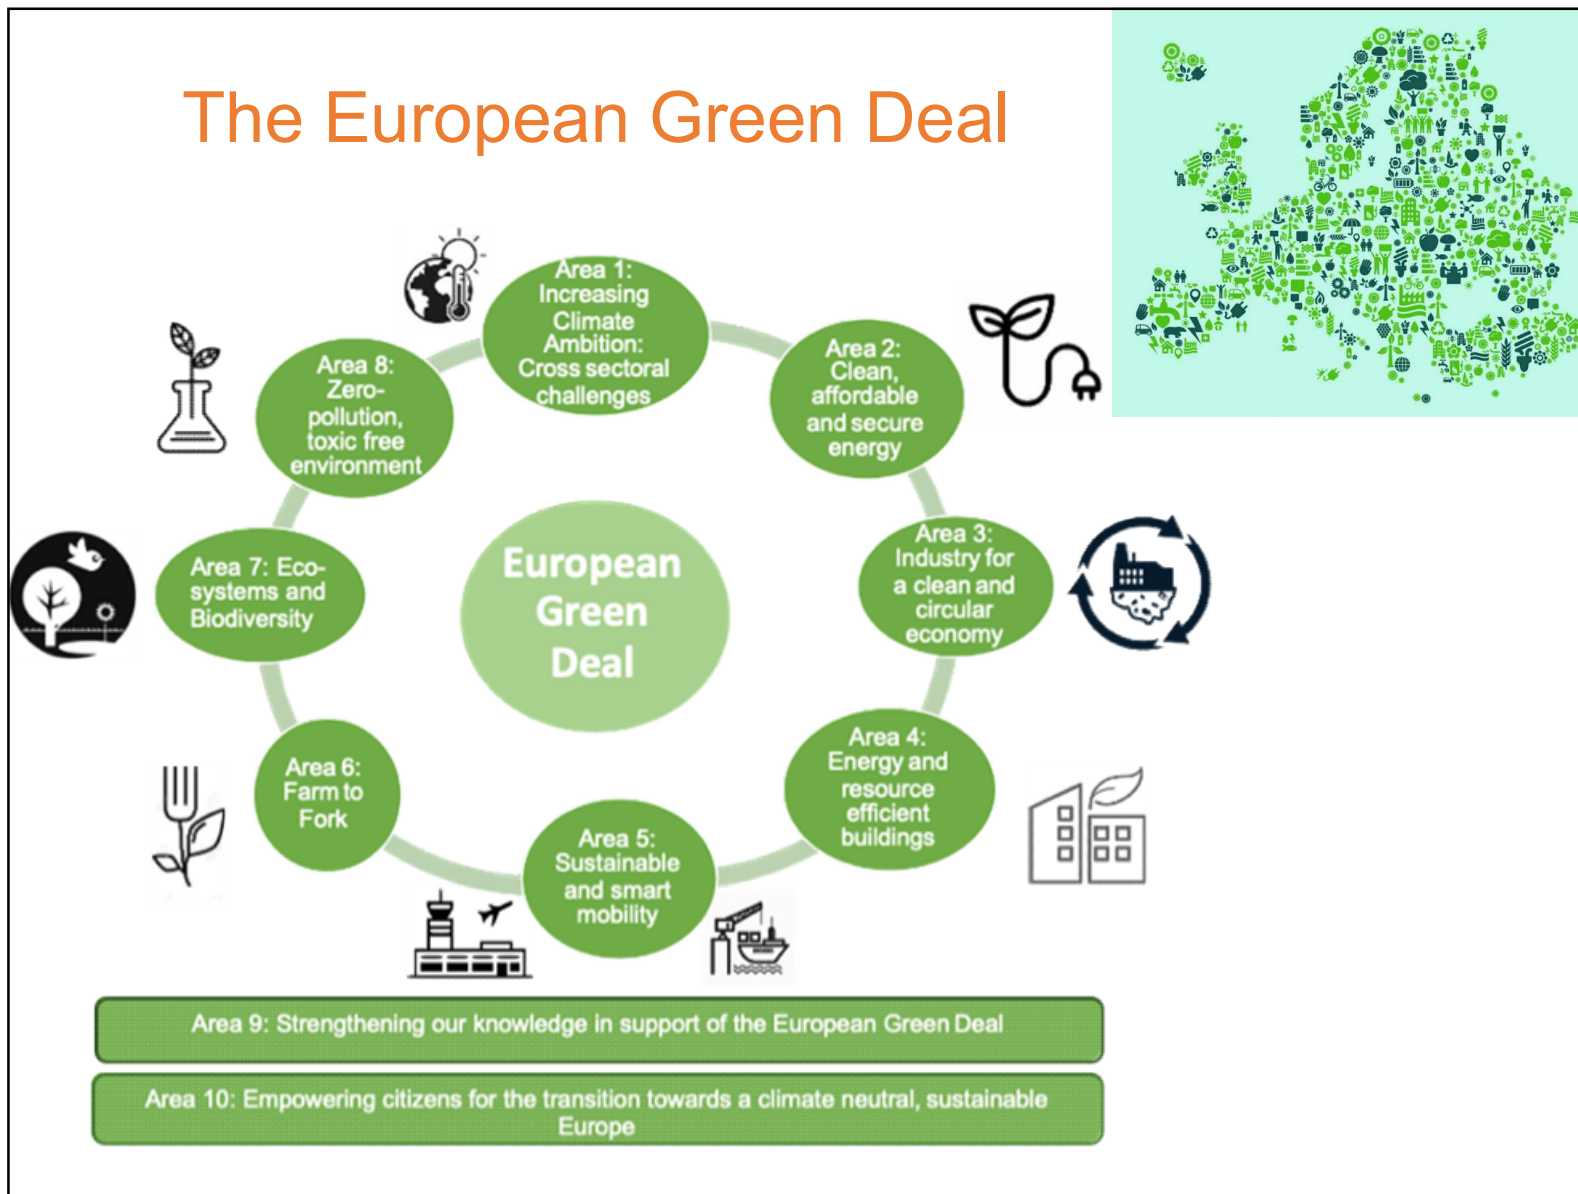 The European Green Deal
Area 1:
Increasing
Climate
Ambition:
Cross sectoral
challenges
Area 2:
Clean,
affordable
and secure
energy
Area 3:
Industry for
a clean and
circular
economy
Area 4:
Energy and
resource
efficient
buildings
Area 5:
Sustainable
and smart
mobility
Area 6:
Farm to
Fork
Area 7: Eco-
systems and
Biodiversity
Area 8:
Zero-
pollution,
toxic free
environment
European
Green
Deal
Area 9: Strengthening our knowledge in support of the European Green Deal
Area 10: Empowering citizens for the transition towards a climate neutral, sustainable
Europe